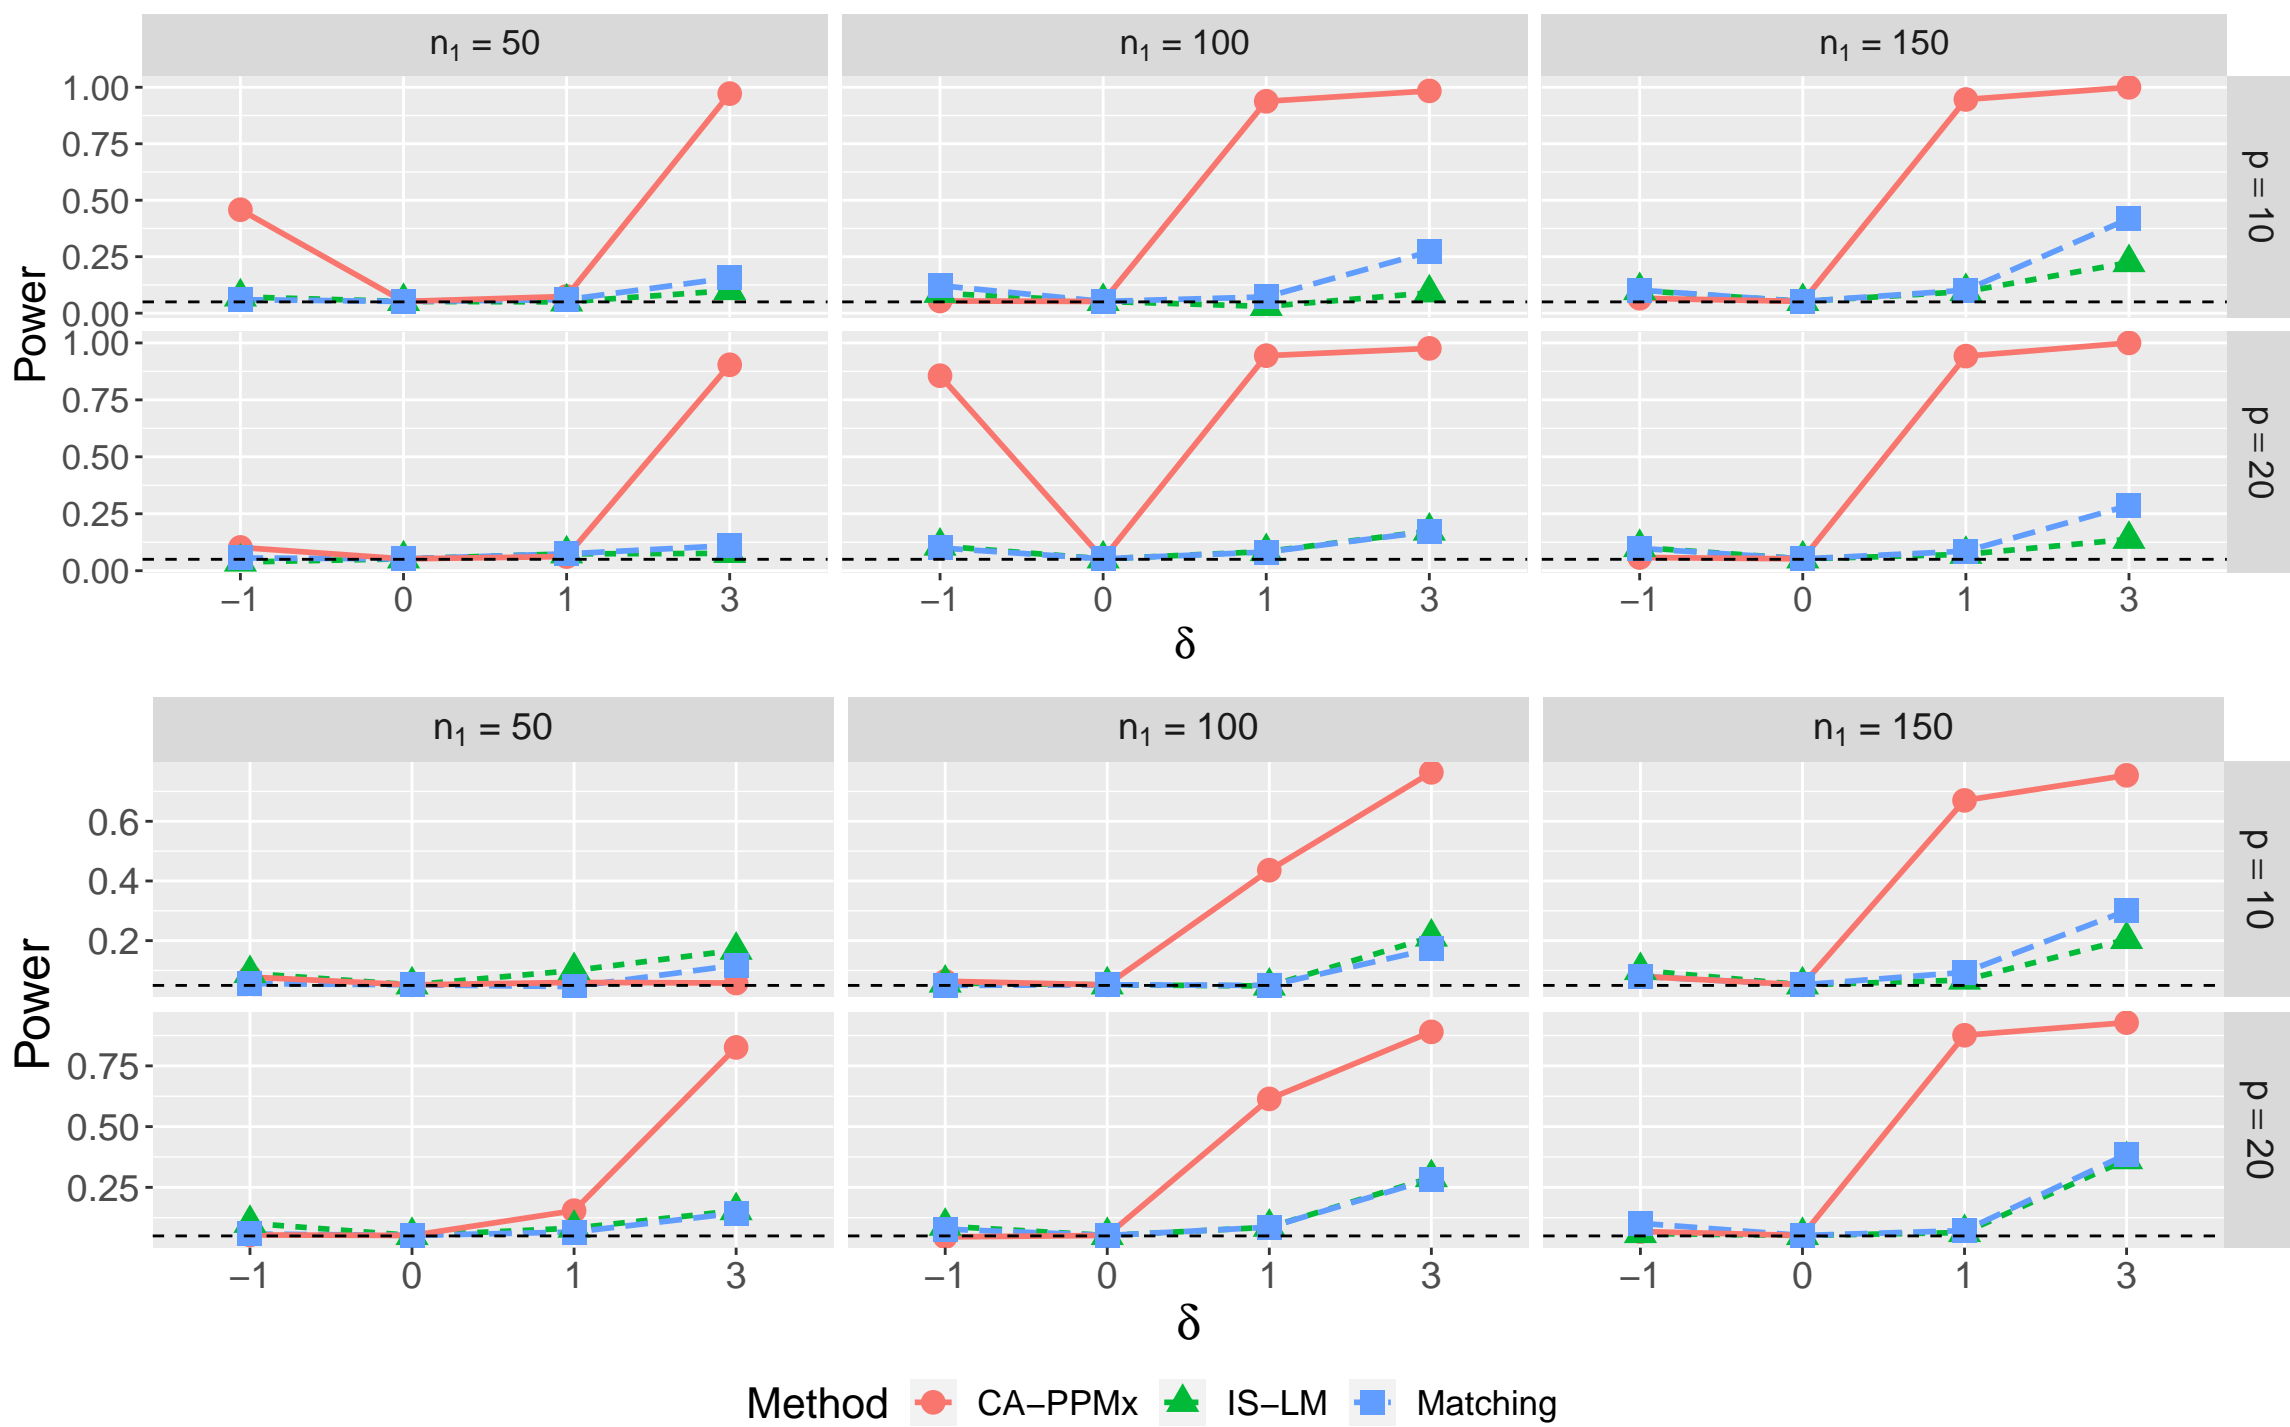 n₁ = 50 n₁ = 100 n₁ = 150
1.00
0.75
0.50
0.25
0.00
p = 10
Power
1.00
0.75
0.50
0.25
0.00
p = 20
−1 0 1 3 −1 0 1 3 −1 0 1 3
δ
n₁ = 50 n₁ = 100 n₁ = 150
0.6
0.4
0.2
p = 10
Power
0.75
0.50
0.25
p = 20
−1 0 1 3 −1 0 1 3 −1 0 1 3
δ
Method CA−PPMx IS−LM Matching